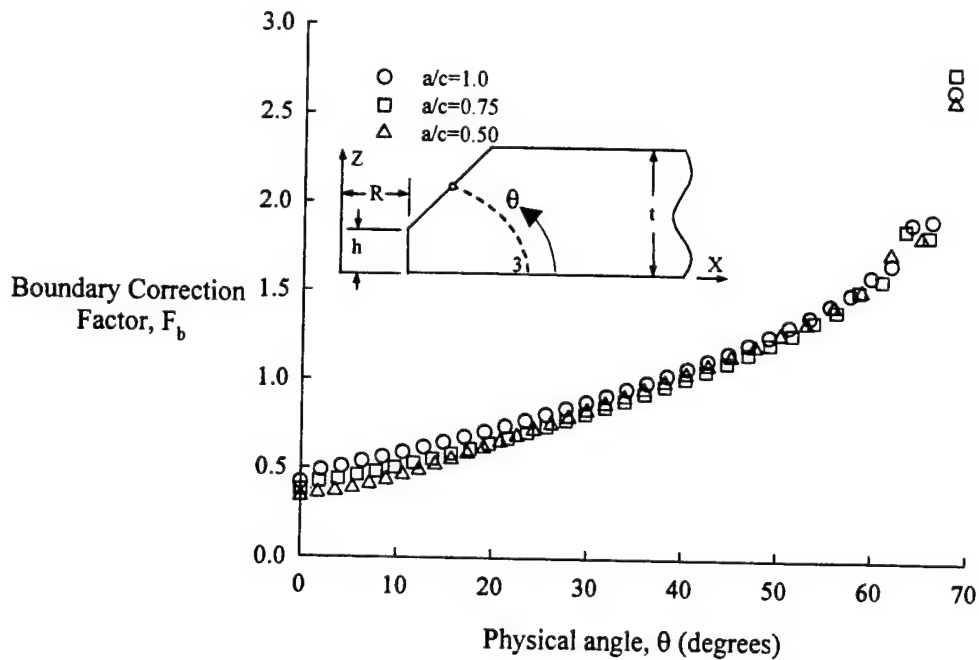 3.0
2.5
2.0
1.5
1.0
0.5
0.0
Boundary Correction
Factor, F_b
a/c=1.0
a/c=0.75
a/c=0.50
Z
R
h
θ
3
t
X
0 10 20 30 40 50 60 70
Physical angle, θ (degrees)